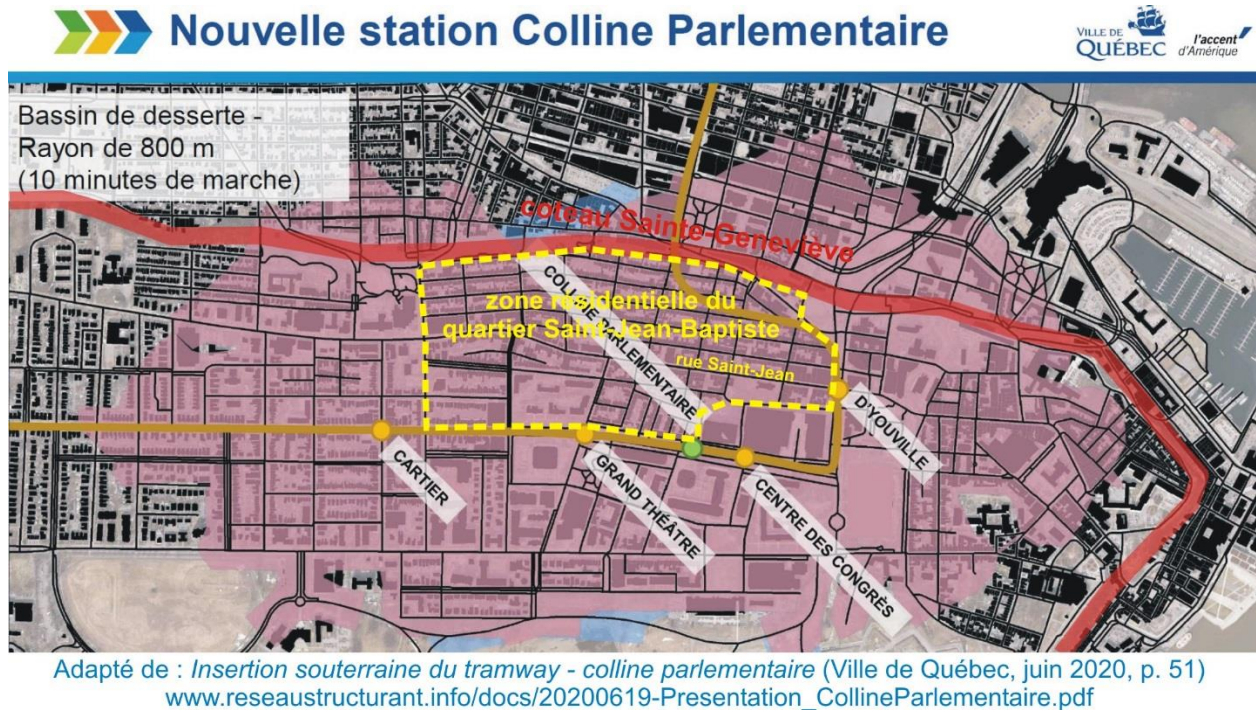 Nouvelle station Colline Parlementaire
VILLE DE
QUÉBEC
l'accent
d'Amérique
Bassin de desserte -
Rayon de 800 m
(10 minutes de marche)
coteau Sainte-Geneviève
COLLINE PARLEMENTAIRE
zone résidentielle du
quartier Saint-Jean-Baptiste
rue Saint-Jean
D'YOUVILLE
CARTIER
GRAND THÉÂTRE
CENTRE DES CONGRÈS
Adapté de : Insertion souterraine du tramway - colline parlementaire (Ville de Québec, juin 2020, p. 51)
www.reseaustructurant.info/docs/20200619-Presentation_CollineParlementaire.pdf